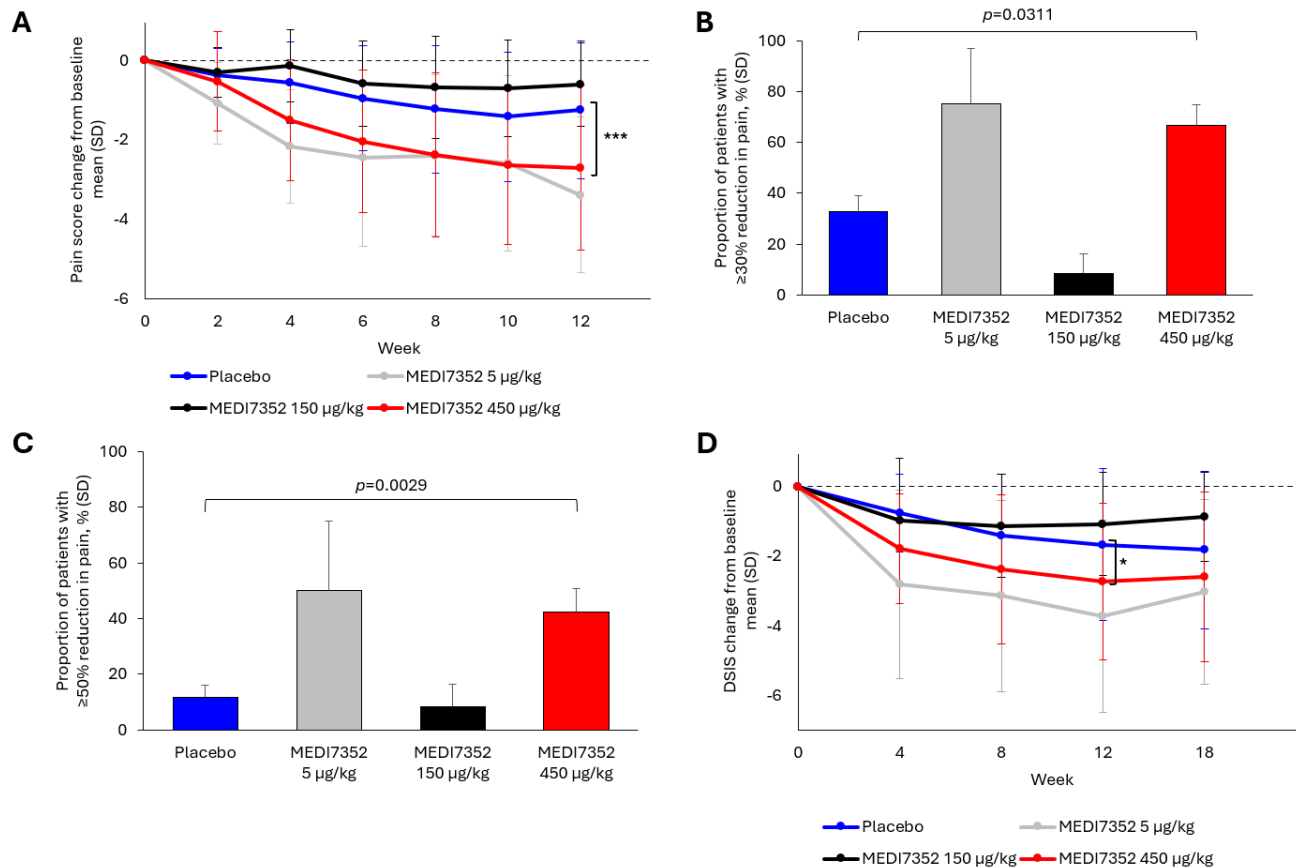 A
Pain score change from baseline
mean (SD)
0
-2
-4
-6
***
0 2 4 6 8 10 12
Week
Placebo
MEDI7352 5 µg/kg
MEDI7352 150 µg/kg
MEDI7352 450 µg/kg
B
p=0.0311
Proportion of patients with
≥30% reduction in pain, % (SD)
100
80
60
40
20
0
Placebo MEDI7352 MEDI7352 MEDI7352
5 µg/kg 150 µg/kg 450 µg/kg
C
p=0.0029
Proportion of patients with
≥50% reduction in pain, % (SD)
100
80
60
40
20
0
Placebo MEDI7352 MEDI7352 MEDI7352
5 µg/kg 150 µg/kg 450 µg/kg
D
DSIS change from baseline
mean (SD)
0
-2
-4
-6
*
0 4 8 12 18
Week
Placebo
MEDI7352 5 µg/kg
MEDI7352 150 µg/kg
MEDI7352 450 µg/kg